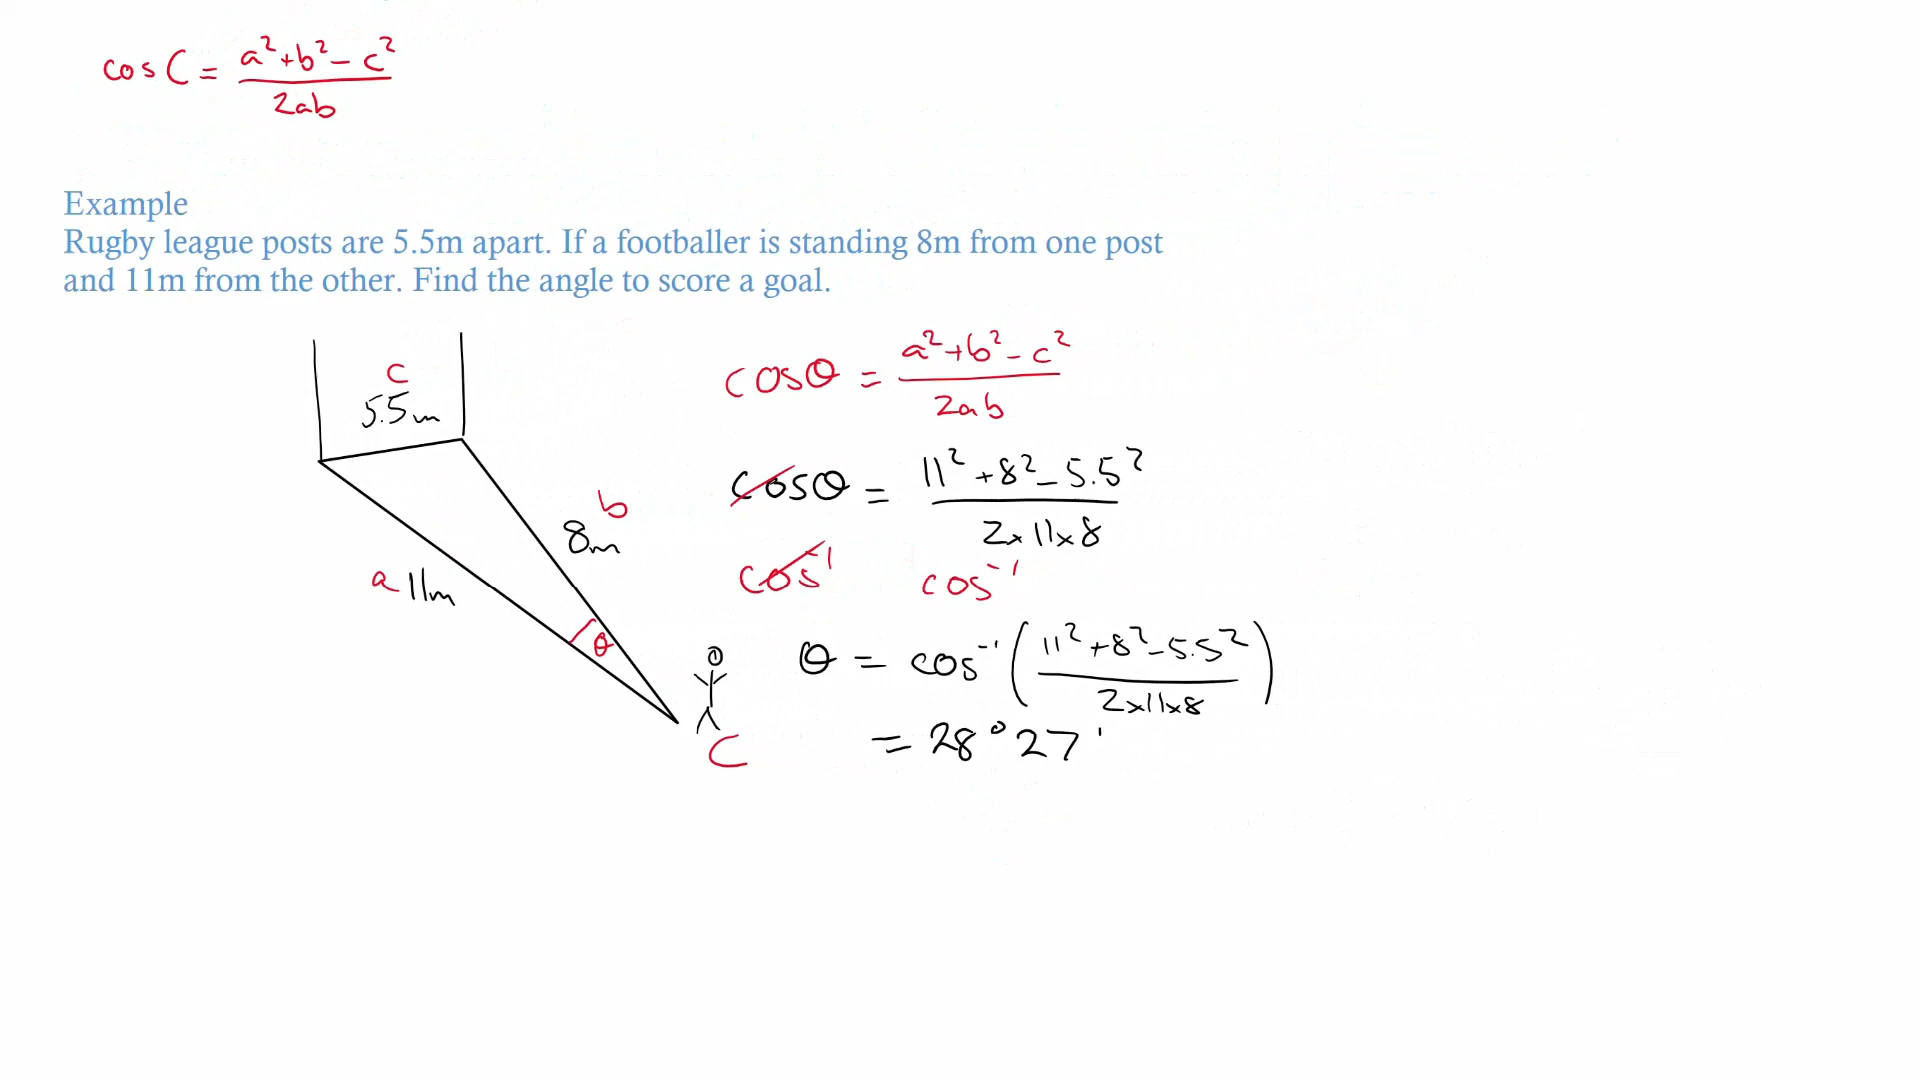 cos C = a²+b²-c² / 2ab
Example
Rugby league posts are 5.5m apart. If a footballer is standing 8m from one post
and 11m from the other. Find the angle to score a goal.
c
5.5m
b
8m
a 11m
θ
C
cosθ = a²+b²-c² / 2ab
cosθ = 11²+8²-5.5² / 2×11×8
cos⁻¹ cos⁻¹
θ = cos⁻¹ (11²+8²-5.5² / 2×11×8)
= 28°27'